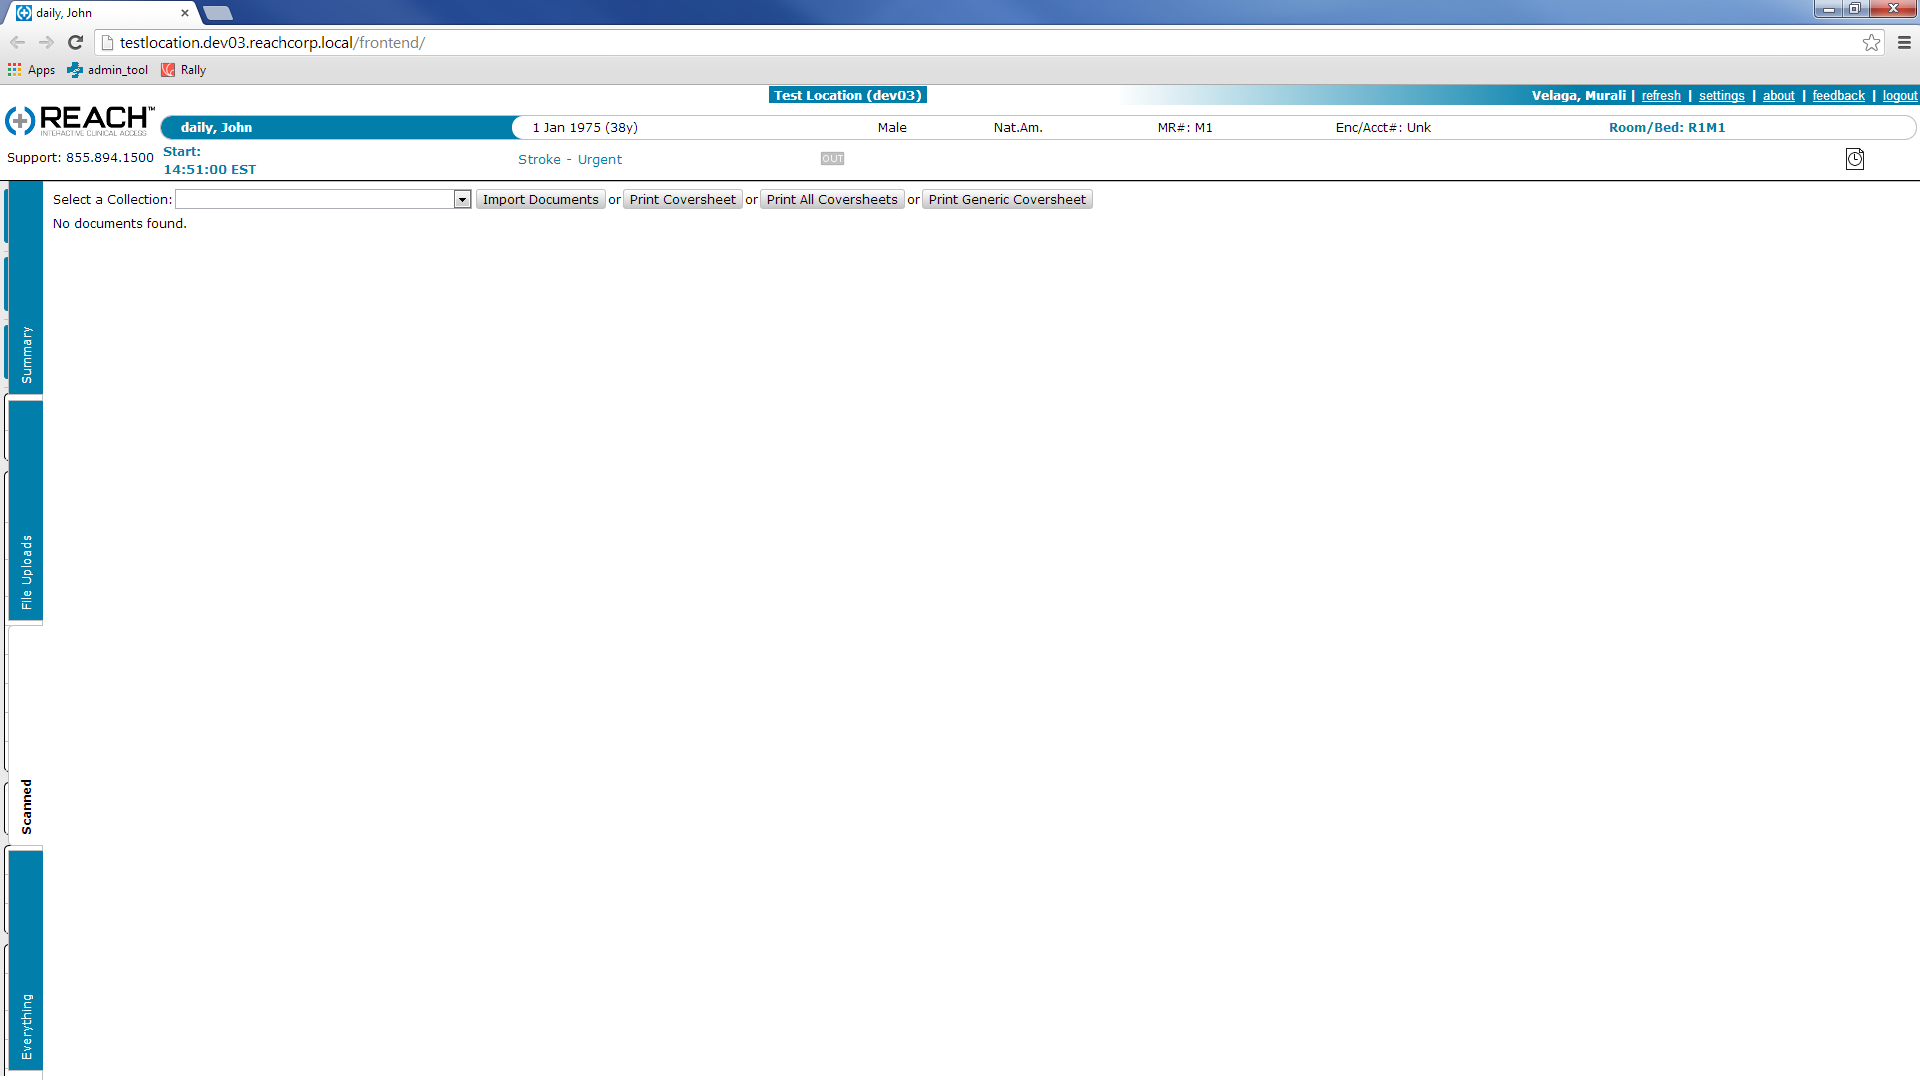 daily, John
testlocation.dev03.reachcorp.local/frontend/
Apps admin_tool Rally
Test Location (dev03) Velaga, Murali | refresh | settings | about | feedback | logout
REACH™
INTERACTIVE CLINICAL ACCESS
daily, John 1 Jan 1975 (38y) Male Nat.Am. MR#: M1 Enc/Acct#: Unk Room/Bed: R1M1
Support: 855.894.1500
Start:
14:51:00 EST
Stroke - Urgent OUT
Select a Collection: Import Documents or Print Coversheet or Print All Coversheets or Print Generic Coversheet
No documents found.
Summary
File Uploads
Scanned
Everything